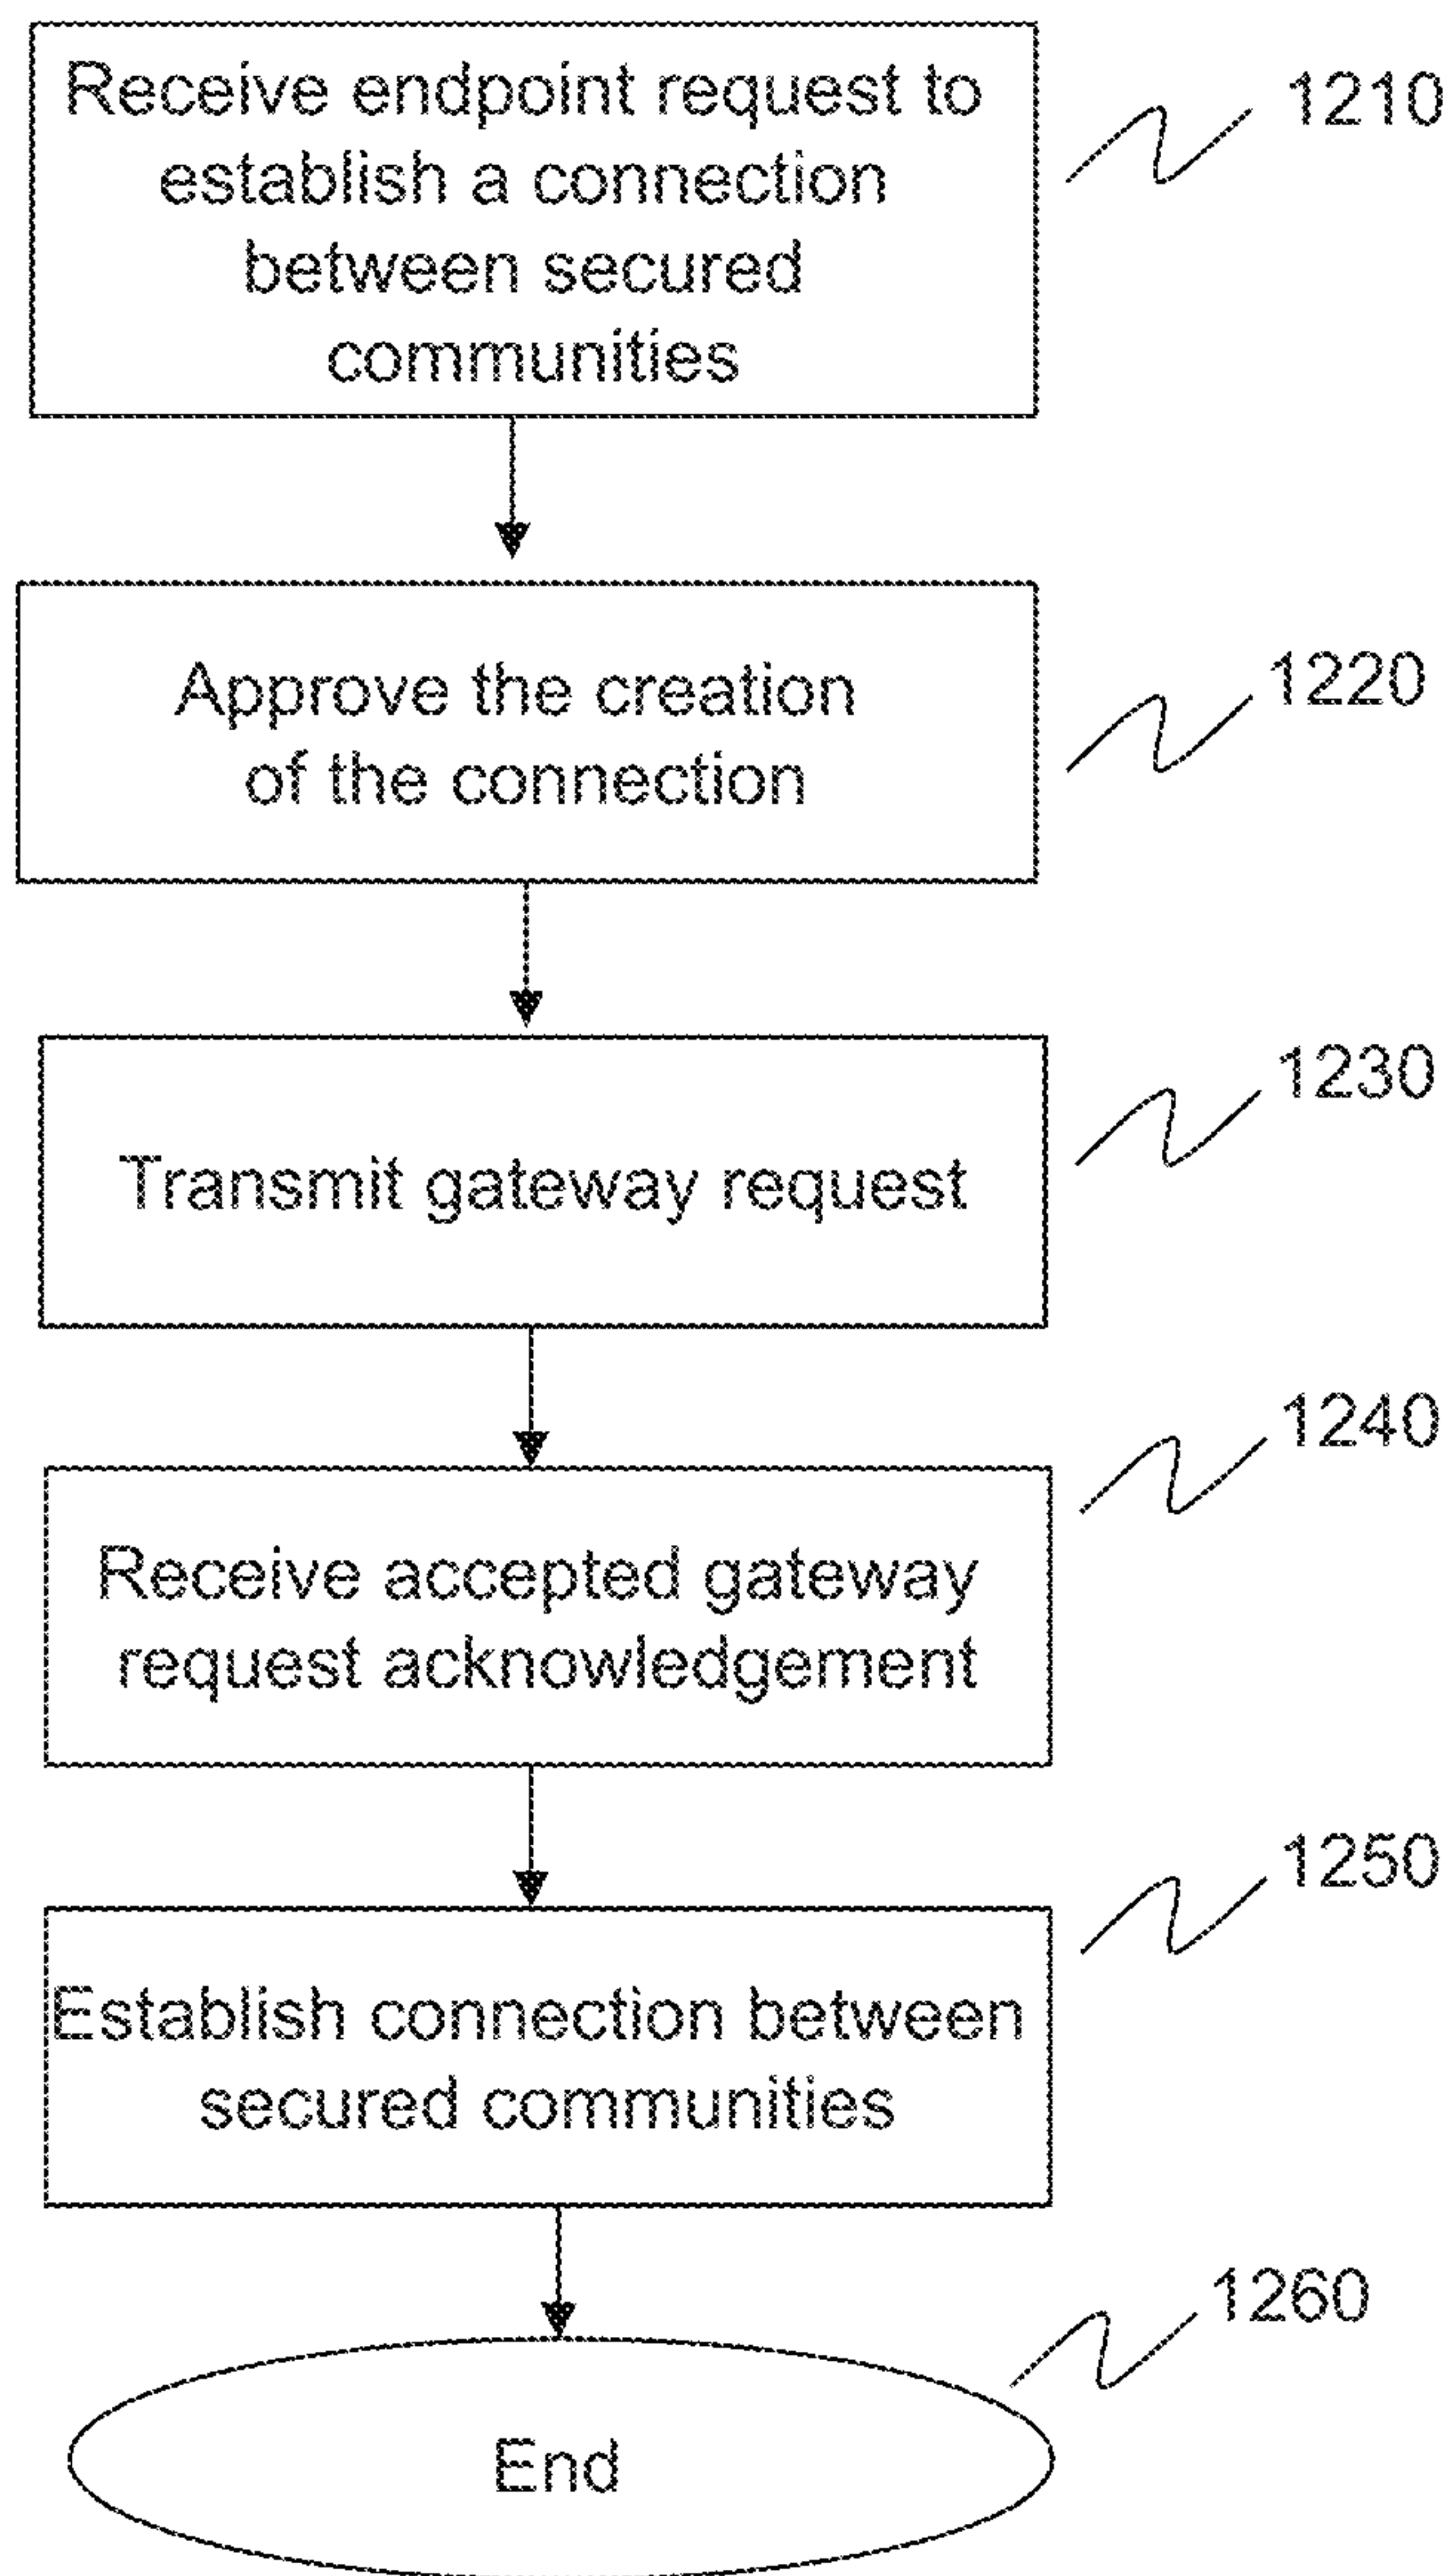 Receive endpoint request to
establish a connection
between secured
communities
1210
Approve the creation
of the connection
1220
Transmit gateway request
1230
Receive accepted gateway
request acknowledgement
1240
Establish connection between
secured communities
1250
End
1260